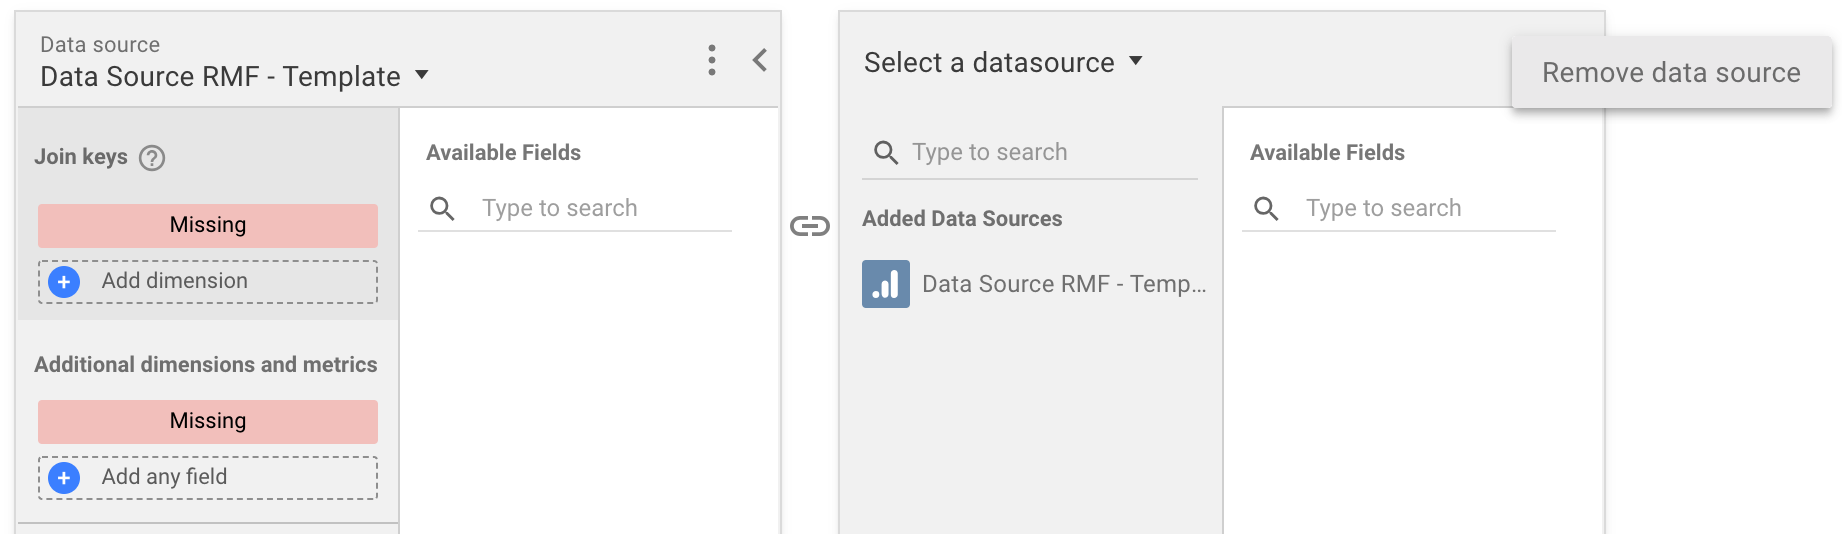 Data source
Data Source RMF - Template
Join keys
Missing
Add dimension
Additional dimensions and metrics
Missing
Add any field
Available Fields
Type to search
Select a datasource
Remove data source
Type to search
Added Data Sources
Data Source RMF - Temp...
Available Fields
Type to search